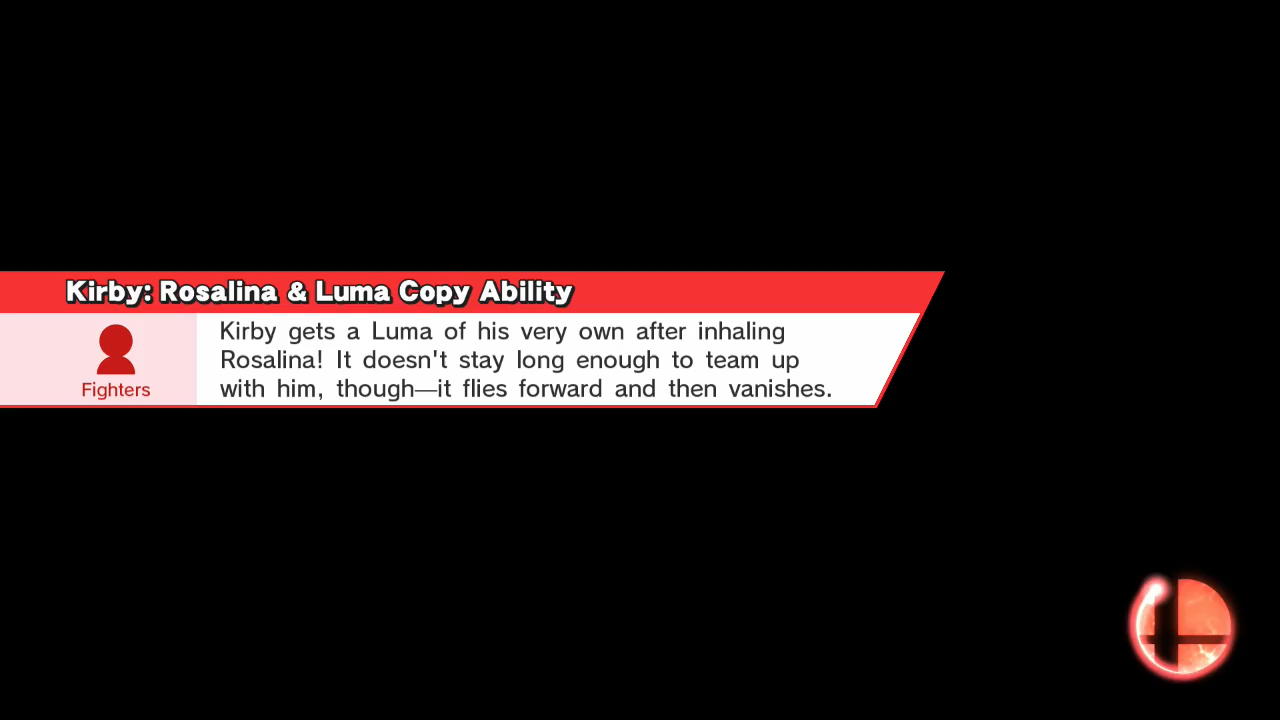 Kirby: Rosalina & Luma Copy Ability
Fighters
Kirby gets a Luma of his very own after inhaling
Rosalina! It doesn't stay long enough to team up
with him, though—it flies forward and then vanishes.